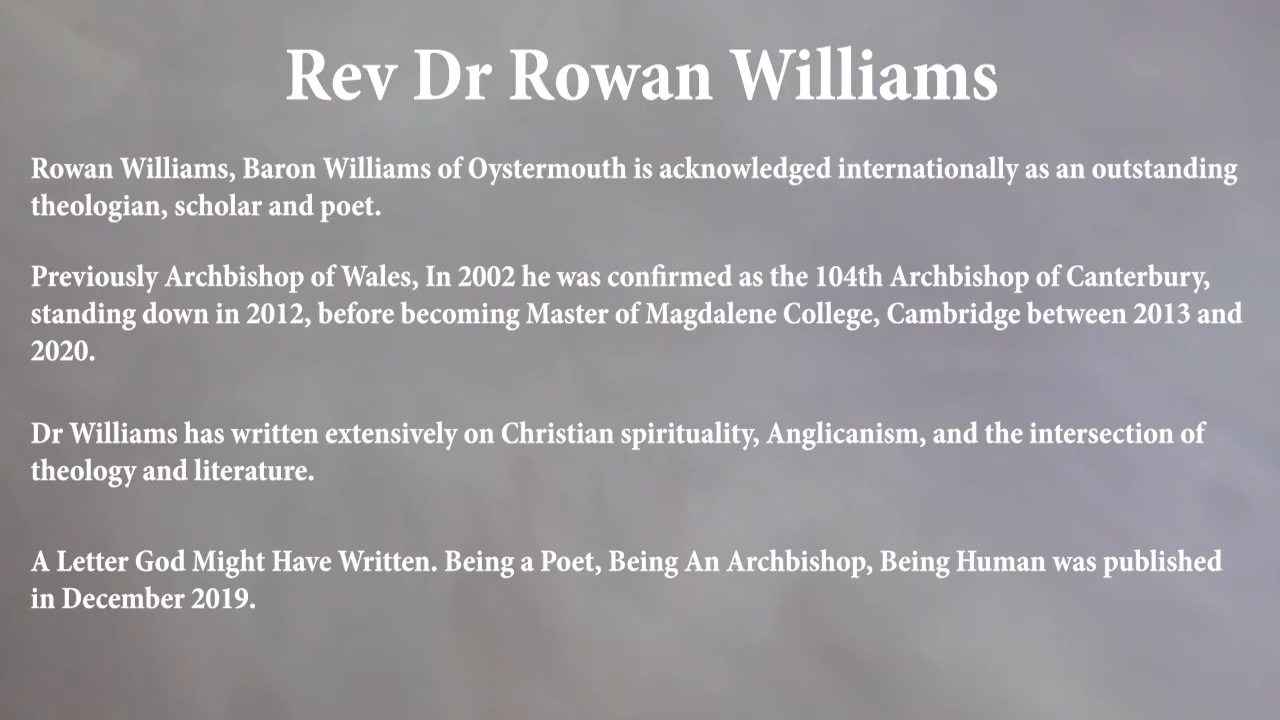 Rev Dr Rowan Williams
Rowan Williams, Baron Williams of Oystermouth is acknowledged internationally as an outstanding
theologian, scholar and poet.
Previously Archbishop of Wales, In 2002 he was confirmed as the 104th Archbishop of Canterbury,
standing down in 2012, before becoming Master of Magdalene College, Cambridge between 2013 and
2020.
Dr Williams has written extensively on Christian spirituality, Anglicanism, and the intersection of
theology and literature.
A Letter God Might Have Written. Being a Poet, Being An Archbishop, Being Human was published
in December 2019.